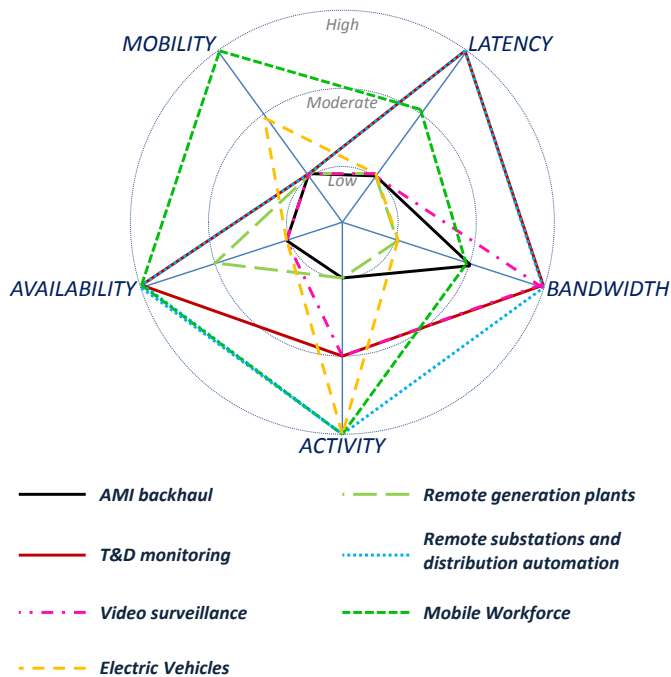 High
MOBILITY
LATENCY
Moderate
Low
AVAILABILITY
BANDWIDTH
ACTIVITY
AMI backhaul
Remote generation plants
T&D monitoring
Remote substations and
distribution automation
Video surveillance
Mobile Workforce
Electric Vehicles